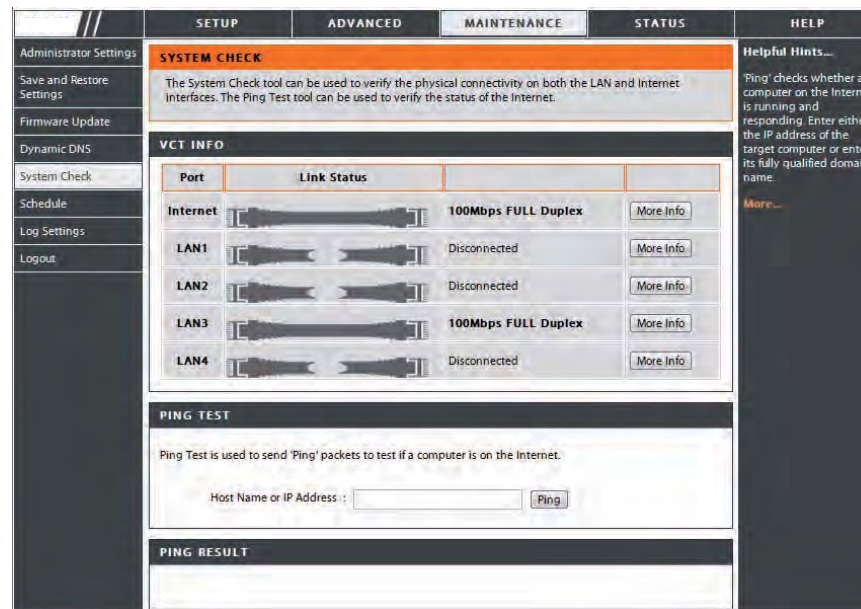 SETUP ADVANCED MAINTENANCE STATUS HELP
Administrator Settings
Save and Restore
Settings
Firmware Update
Dynamic DNS
System Check
Schedule
Log Settings
Logout
SYSTEM CHECK
The System Check tool can be used to verify the physical connectivity on both the LAN and Internet
interfaces. The Ping Test tool can be used to verify the status of the Internet.
VCT INFO
Port Link Status
Internet 100Mbps FULL Duplex More Info
LAN1 Disconnected More Info
LAN2 Disconnected More Info
LAN3 100Mbps FULL Duplex More Info
LAN4 Disconnected More Info
PING TEST
Ping Test is used to send 'Ping' packets to test if a computer is on the Internet.
Host Name or IP Address : Ping
PING RESULT
Helpful Hints...
'Ping' checks whether a
computer on the Intern
is running and
responding. Enter eithe
the IP address of the
target computer or ente
its fully qualified domai
name.
More...